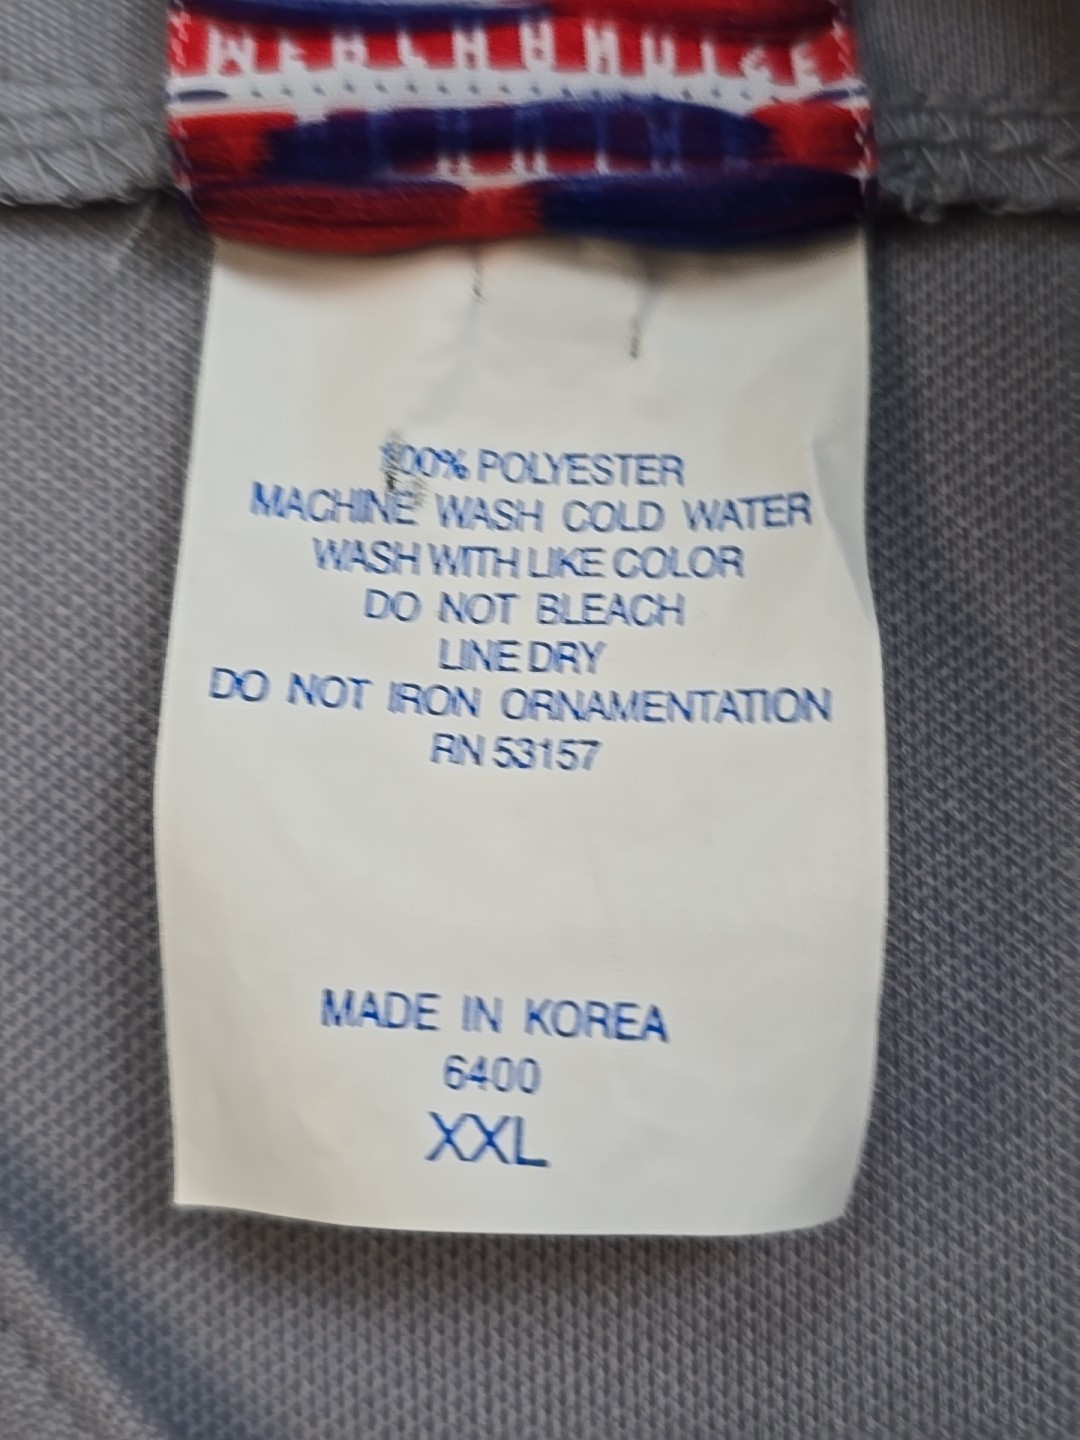 100% POLYESTER
MACHINE WASH COLD WATER
WASH WITH LIKE COLOR
DO NOT BLEACH
LINE DRY
DO NOT IRON ORNAMENTATION
RN 53157
MADE IN KOREA
6400
XXL